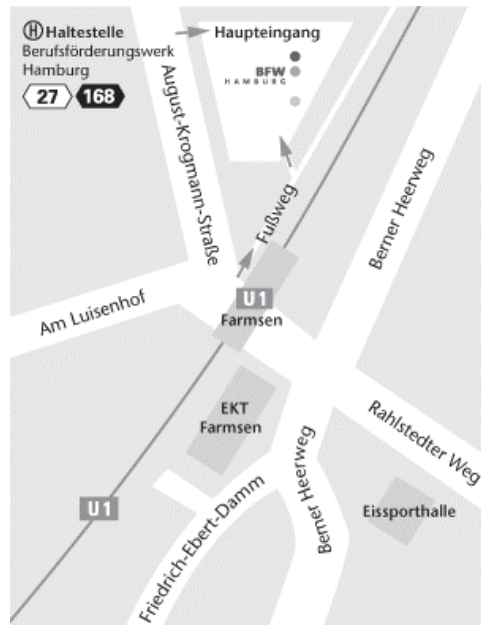 H Haltestelle
Berufsförderungswerk
Hamburg
27 168
Haupteingang
BFW
HAMBURG
August-Krogmann-Straße
Fußweg
Berner Heerweg
U1
Farmsen
Am Luisenhof
EKT
Farmsen
Rahlstedter Weg
Berner Heerweg
U1
Eissporthalle
Friedrich-Ebert-Damm